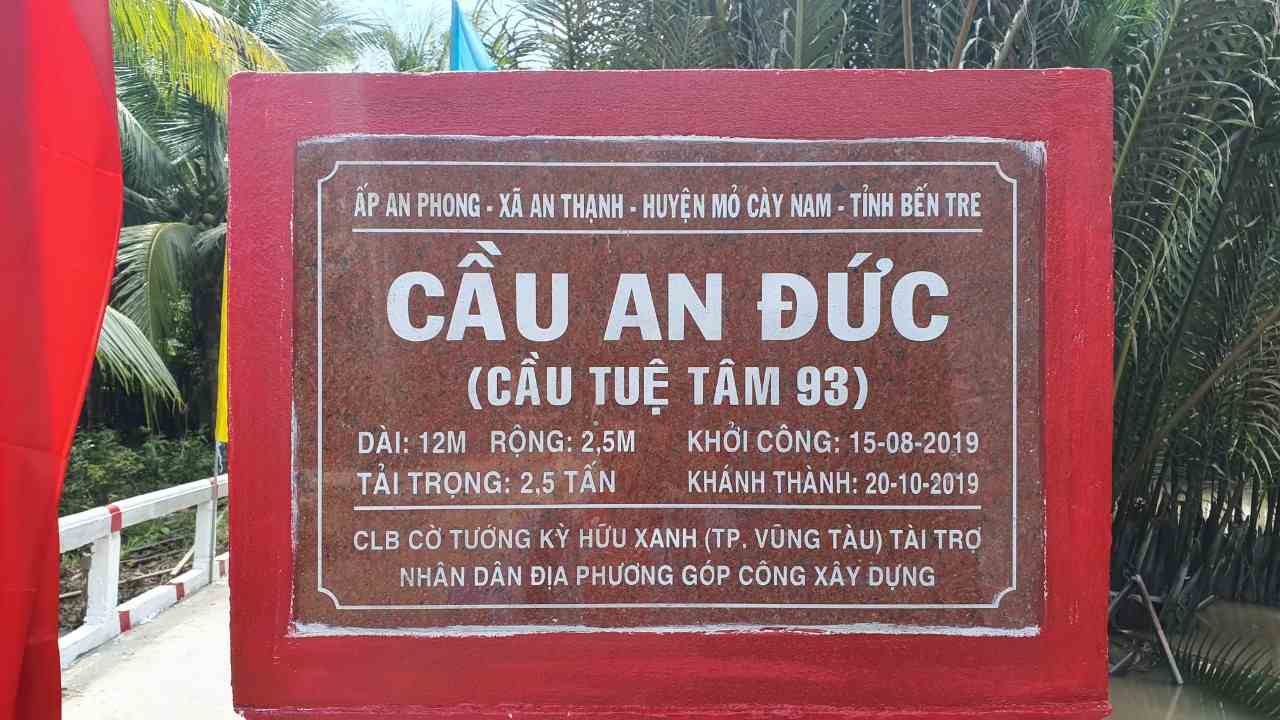 ẤP AN PHONG - XÃ AN THẠNH - HUYỆN MỎ CÀY NAM - TỈNH BẾN TRE
CẦU AN ĐỨC
(CẦU TUỆ TÂM 93)
DÀI: 12M RỘNG: 2,5M KHỞI CÔNG: 15-08-2019
TẢI TRỌNG: 2,5 TẤN KHÁNH THÀNH: 20-10-2019
CLB CỜ TƯỚNG KỲ HỮU XANH (TP. VŨNG TÀU) TÀI TRỢ
NHÂN DÂN ĐỊA PHƯƠNG GÓP CÔNG XÂY DỰNG